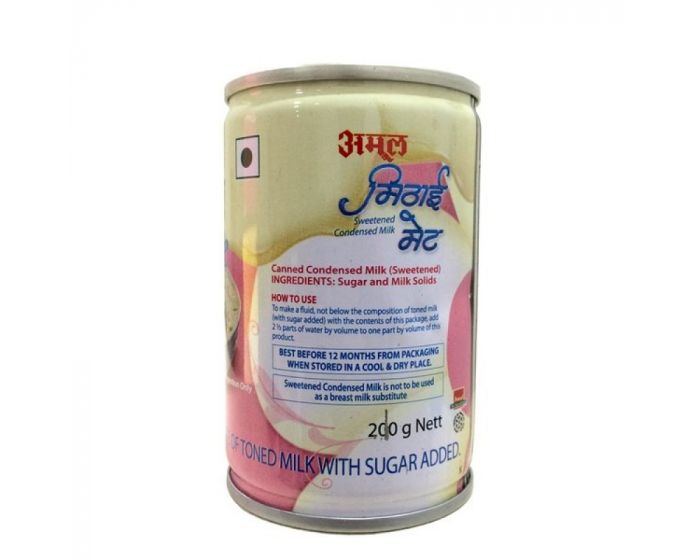 अमूल
मिठाई
Sweetened
Condensed Milk
मेट
Canned Condensed Milk (Sweetened)
INGREDIENTS: Sugar and Milk Solids
HOW TO USE
To make a fluid, not below the composition of toned milk
(with sugar added) with the contents of this package, add
2 ½ parts of water by volume to one part by volume of this
product.
BEST BEFORE 12 MONTHS FROM PACKAGING
WHEN STORED IN A COOL & DRY PLACE.
Sweetened Condensed Milk is not to be used
as a breast milk substitute
Only
200 g Nett
OF TONED MILK WITH SUGAR ADDED.